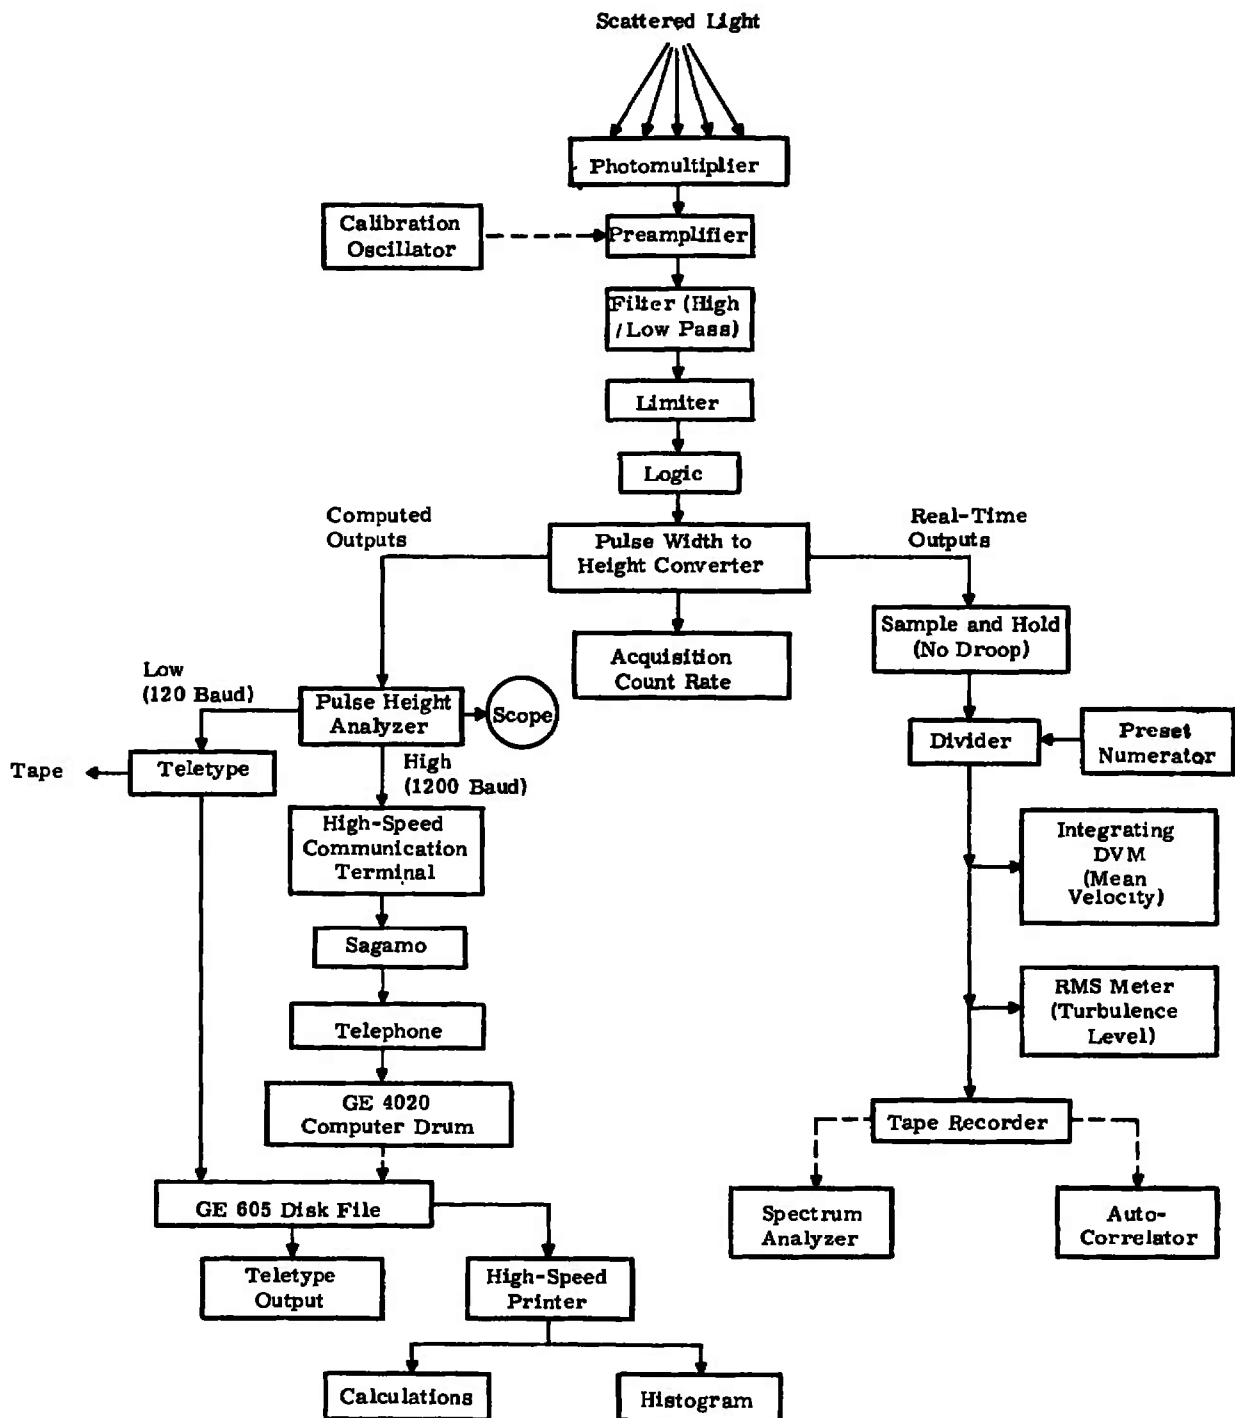 Scattered Light
Photomultiplier
Calibration
Oscillator
Preamplifier
Filter (High
/Low Pass)
Limiter
Logic
Computed
Outputs
Real-Time
Outputs
Pulse Width to
Height Converter
Sample and Hold
(No Droop)
Acquisition
Count Rate
Low
(120 Baud)
Pulse Height
Analyzer
Scope
Divider
Preset
Numerator
Tape
Teletype
High
(1200 Baud)
High-Speed
Communication
Terminal
Integrating
DVM
(Mean
Velocity)
Sagamo
RMS Meter
(Turbulence
Level)
Telephone
GE 4020
Computer Drum
Tape Recorder
GE 605 Disk File
Spectrum
Analyzer
Auto-
Correlator
Teletype
Output
High-Speed
Printer
Calculations
Histogram